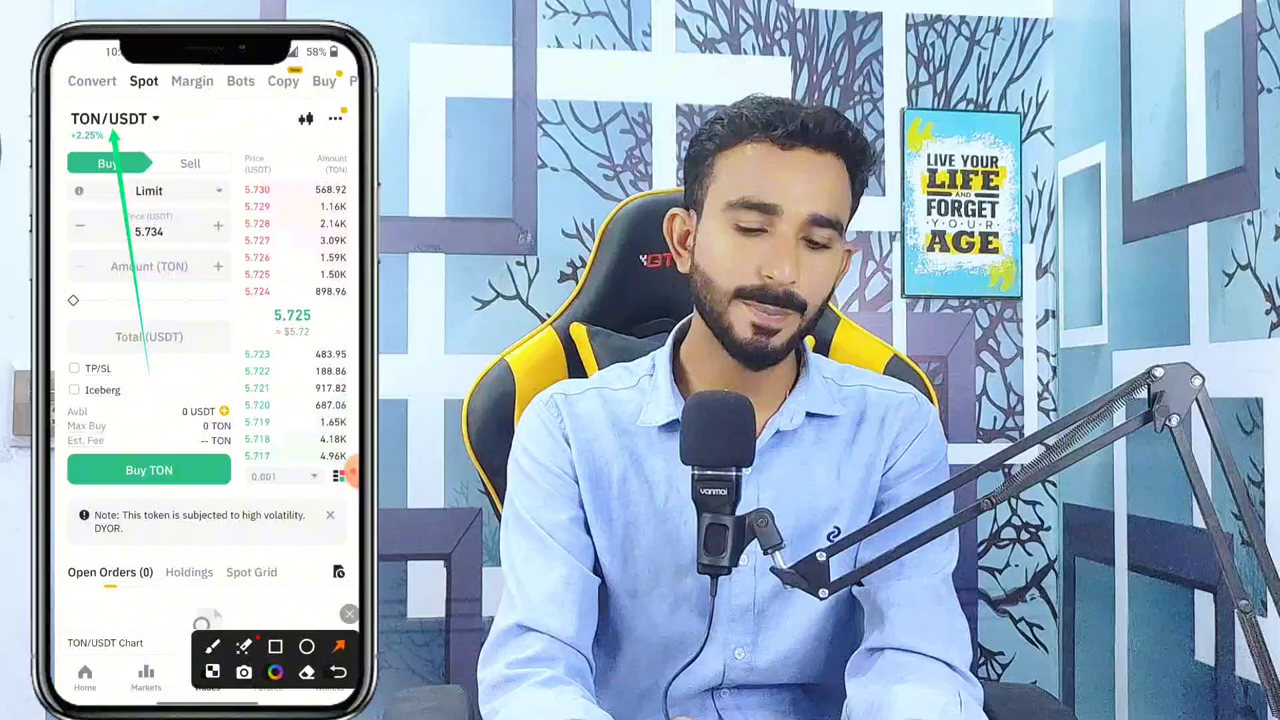 10:
58%
Convert Spot Margin Bots Copy Buy P
TON/USDT
+2.25%
Buy Sell
Limit
Price (USDT)
5.734
Amount (TON)
Total (USDT)
TP/SL
Iceberg
Avbl 0 USDT
Max Buy 0 TON
Est. Fee -- TON
Buy TON
Price (USDT) Amount (TON)
5.730 568.92
5.729 1.16K
5.728 2.14K
5.727 3.09K
5.726 1.59K
5.725 1.50K
5.724 898.96
5.725
≈ $5.72
5.723 483.95
5.722 188.86
5.721 917.82
5.720 687.06
5.719 1.65K
5.718 4.18K
5.717 4.96K
0.001
Note: This token is subjected to high volatility.
DYOR.
Open Orders (0) Holdings Spot Grid
TON/USDT Chart
Home Markets
GT
vanmai
LIVE YOUR
LIFE
AND
FORGET
YOUR
AGE